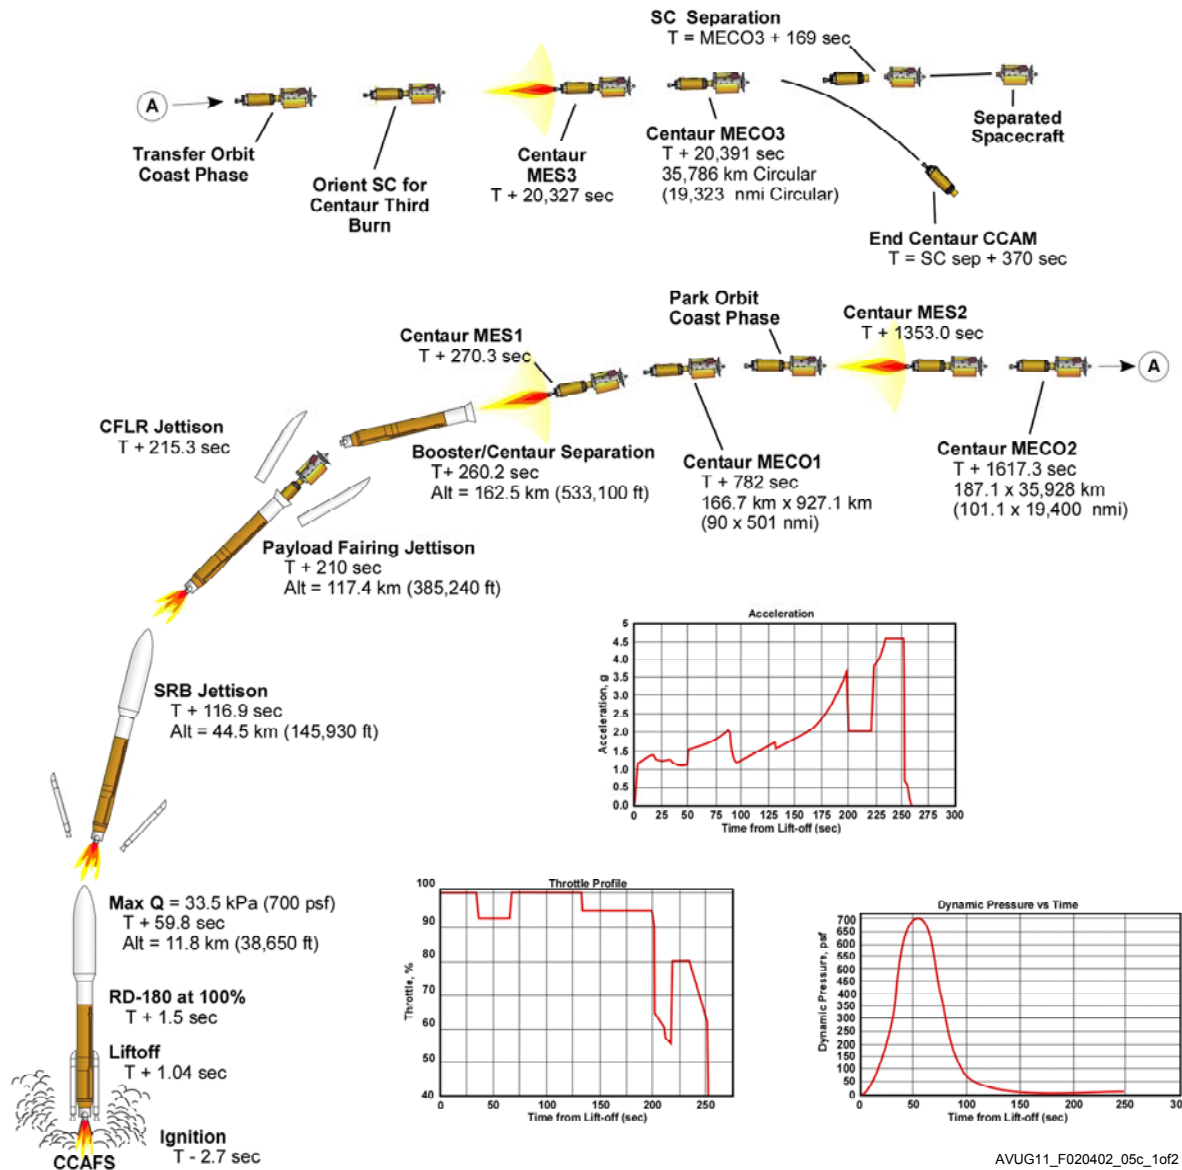 SC Separation
T = MECO3 + 169 sec
A
Transfer Orbit
Coast Phase
Orient SC for
Centaur Third
Burn
Centaur
MES3
T + 20,327 sec
Centaur MECO3
T + 20,391 sec
35,786 km Circular
(19,323 nmi Circular)
Separated
Spacecraft
End Centaur CCAM
T = SC sep + 370 sec
Park Orbit
Coast Phase
Centaur MES2
T + 1353.0 sec
Centaur MES1
T + 270.3 sec
A
CFLR Jettison
T + 215.3 sec
Booster/Centaur Separation
T+ 260.2 sec
Alt = 162.5 km (533,100 ft)
Centaur MECO1
T + 782 sec
166.7 km x 927.1 km
(90 x 501 nmi)
Centaur MECO2
T + 1617.3 sec
187.1 x 35,928 km
(101.1 x 19,400 nmi)
Payload Fairing Jettison
T + 210 sec
Alt = 117.4 km (385,240 ft)
SRB Jettison
T + 116.9 sec
Alt = 44.5 km (145,930 ft)
Acceleration
Acceleration, g
5
4.5
4.0
3.5
3.0
2.5
2.0
1.5
1.0
0.5
0.0
0 25 50 75 100 125 150 175 200 225 250 275 300
Time from Lift-off (sec)
Max Q = 33.5 kPa (700 psf)
T + 59.8 sec
Alt = 11.8 km (38,650 ft)
RD-180 at 100%
T + 1.5 sec
Liftoff
T + 1.04 sec
Ignition
T - 2.7 sec
CCAFS
Throttle Profile
Throttle, %
100
90
80
70
60
50
40
0 50 100 150 200 250
Time from Lift-off (sec)
Dynamic Pressure vs Time
Dynamic Pressure, psf
700
650
600
550
500
450
400
350
300
250
200
150
100
50
0
0 50 100 150 200 250 300
Time from Lift-off (sec)
AVUG11_F020402_05c_1of2